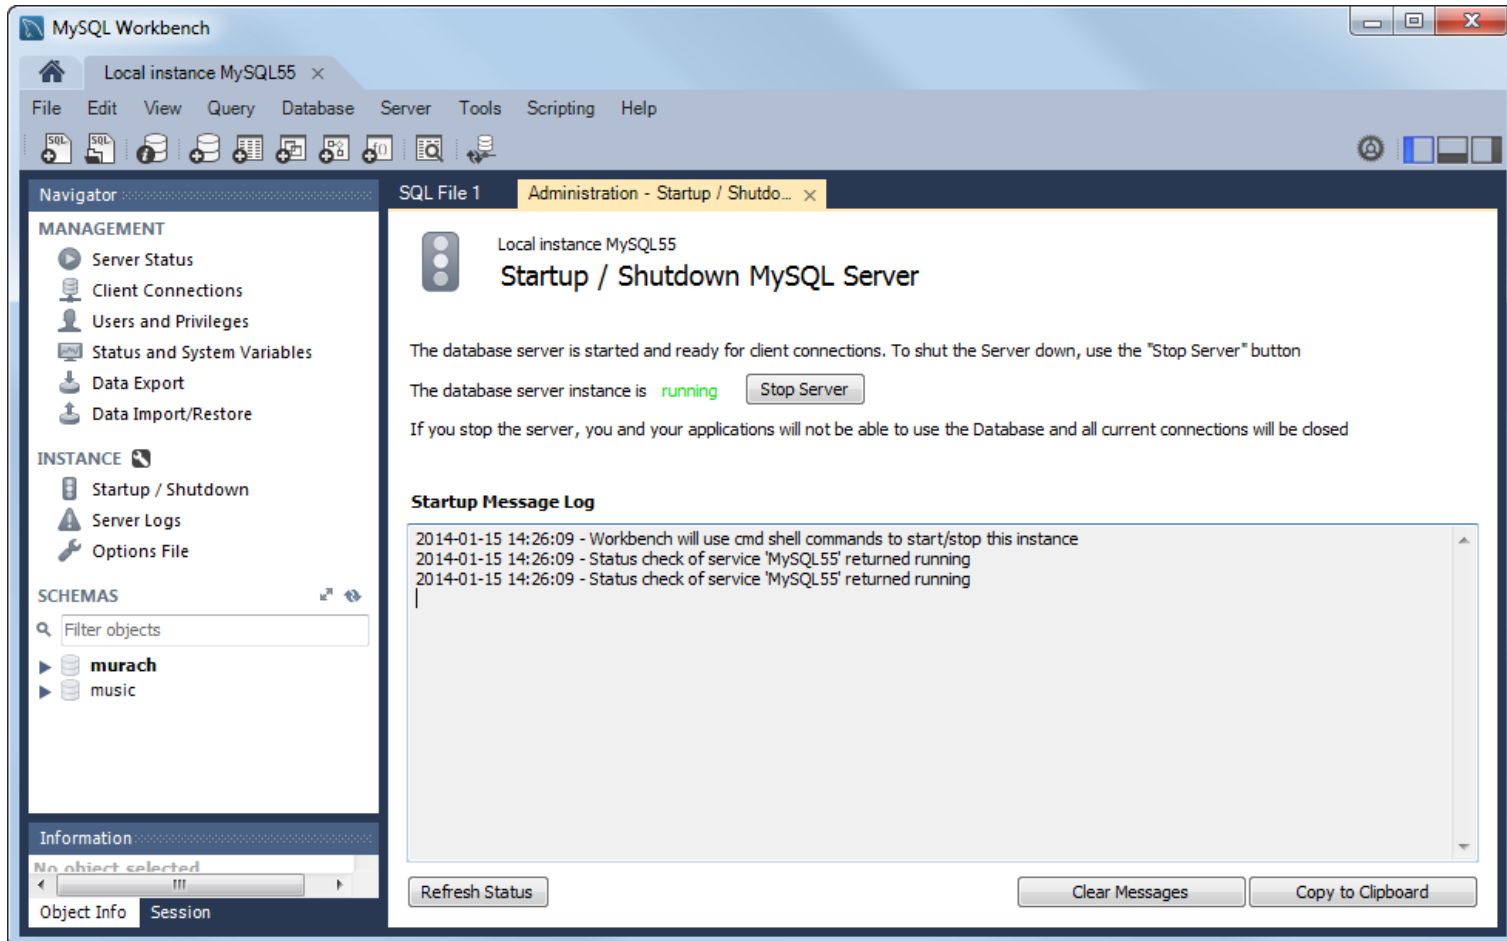 MySQL Workbench
Local instance MySQL55
File Edit View Query Database Server Tools Scripting Help
Navigator
MANAGEMENT
Server Status
Client Connections
Users and Privileges
Status and System Variables
Data Export
Data Import/Restore
INSTANCE
Startup / Shutdown
Server Logs
Options File
SCHEMAS
Filter objects
murach
music
Information
No object selected
Object Info Session
SQL File 1 Administration - Startup / Shutdo...
Local instance MySQL55
Startup / Shutdown MySQL Server
The database server is started and ready for client connections. To shut the Server down, use the "Stop Server" button
The database server instance is running Stop Server
If you stop the server, you and your applications will not be able to use the Database and all current connections will be closed
Startup Message Log
2014-01-15 14:26:09 - Workbench will use cmd shell commands to start/stop this instance
2014-01-15 14:26:09 - Status check of service 'MySQL55' returned running
2014-01-15 14:26:09 - Status check of service 'MySQL55' returned running
Refresh Status Clear Messages Copy to Clipboard